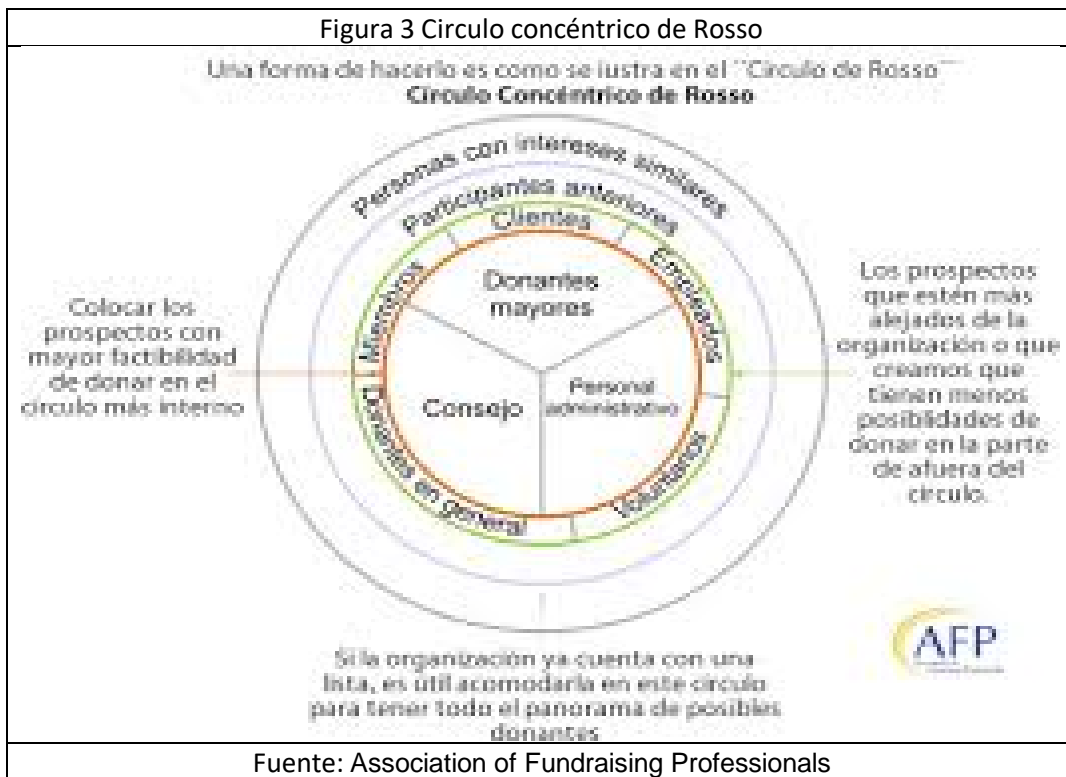 Figura 3 Circulo concéntrico de Rosso
Una forma de hacerlo es como se iustra en el ¨Circulo de Rosso¨
Circulo Concéntrico de Rosso
Personas con intereses similares
Participantes anteriores
Clientes
Miembros
Empleados
Donantes
mayores
Consejo
Personal
administrativo
Donantes en general
Voluntarios
Colocar los
prospectos con
mayor factibilidad
de donar en el
circulo más interno
Los prospectos
que estén más
alejados de la
organización o que
creamos que
tienen menos
posiblidades de
donar en la parte
de afuera del
circulo.
Si la organización ya cuenta con una
lista, es útil acomodarla en este circulo
para tener todo el panorama de posibles
donantes
AFP
Fuente: Association of Fundraising Professionals